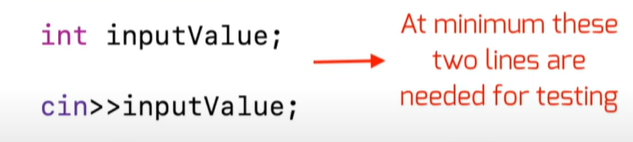 int inputValue;
cin>>inputValue;
At minimum these
two lines are
needed for testing